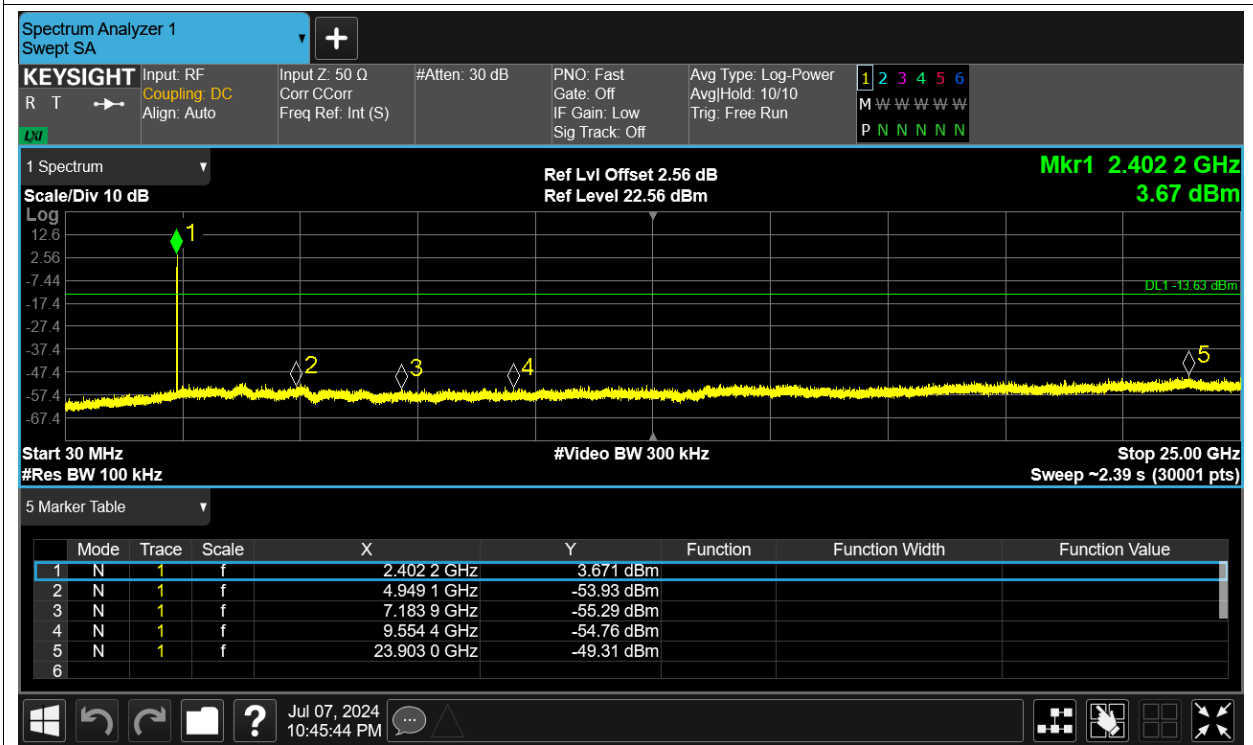 Spectrum Analyzer 1
Swept SA
KEYSIGHT Input: RF Input Z: 50 Ω #Atten: 30 dB PNO: Fast Avg Type: Log-Power 1 2 3 4 5 6
R T Coupling: DC Corr CCorr Gate: Off Avg|Hold: 10/10 M W W W W W
Align: Auto Freq Ref: Int (S) IF Gain: Low Trig: Free Run
LXI Sig Track: Off P N N N N N
1 Spectrum Ref Lvl Offset 2.56 dB Mkr1 2.402 2 GHz
Scale/Div 10 dB Ref Level 22.56 dBm 3.67 dBm
Log
12.6
1
2.56
-7.44
DL1 -13.63 dBm
-17.4
-27.4
-37.4
2 3 4 5
-47.4
-57.4
-67.4
Start 30 MHz #Video BW 300 kHz Stop 25.00 GHz
#Res BW 100 kHz Sweep ~2.39 s (30001 pts)
5 Marker Table
Mode Trace Scale X Y Function Function Width Function Value
1 N 1 f 2.402 2 GHz 3.671 dBm
2 N 1 f 4.949 1 GHz -53.93 dBm
3 N 1 f 7.183 9 GHz -55.29 dBm
4 N 1 f 9.554 4 GHz -54.76 dBm
5 N 1 f 23.903 0 GHz -49.31 dBm
6
? Jul 07, 2024
10:45:44 PM